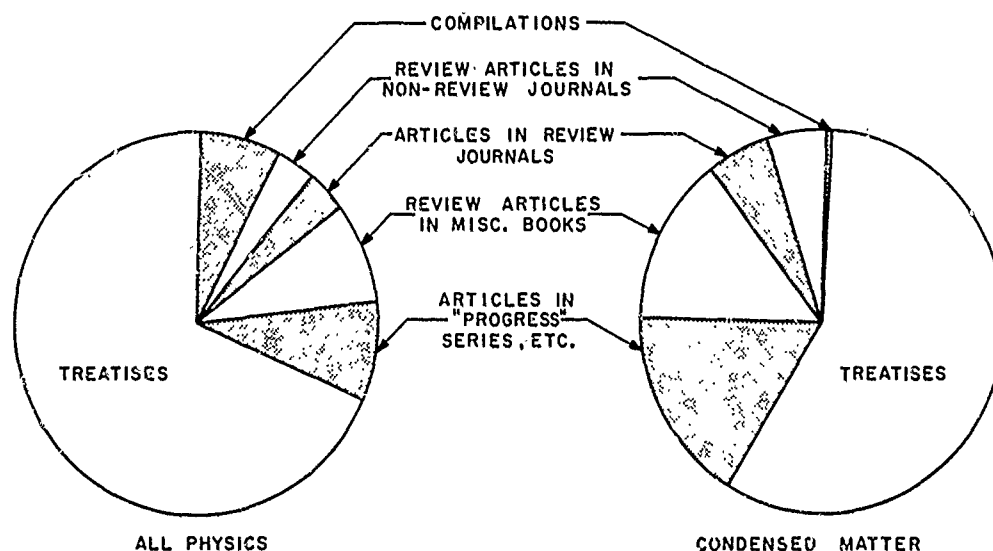 COMPILATIONS
REVIEW ARTICLES IN
NON-REVIEW JOURNALS
ARTICLES IN REVIEW
JOURNALS
REVIEW ARTICLES
IN MISC. BOOKS
ARTICLES IN
"PROGRESS"
SERIES, ETC.
TREATISES
TREATISES
ALL PHYSICS
CONDENSED MATTER